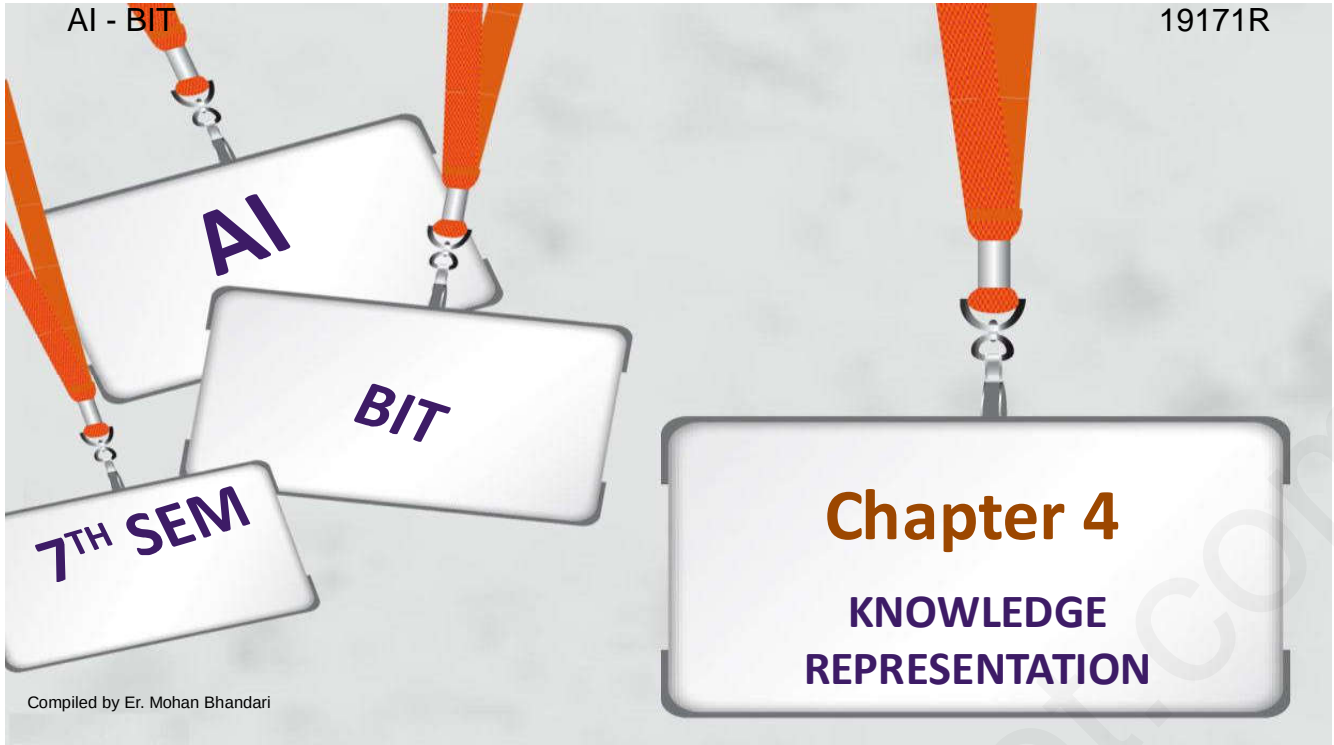 AI - BIT
19171R
AI
BIT
7TH SEM
Chapter 4
KNOWLEDGE
REPRESENTATION
Compiled by Er. Mohan Bhandari